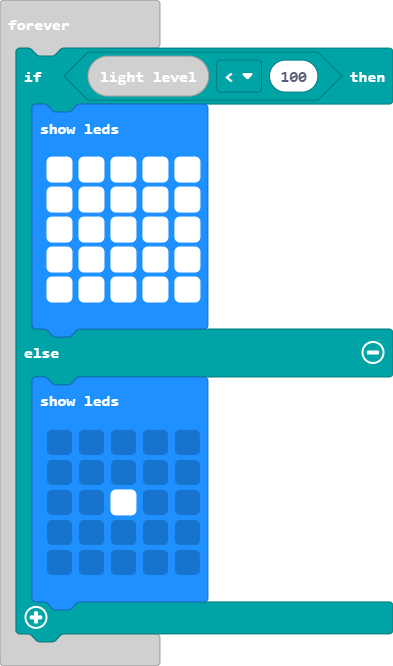 forever
if light level < 100 then
show leds
else
show leds